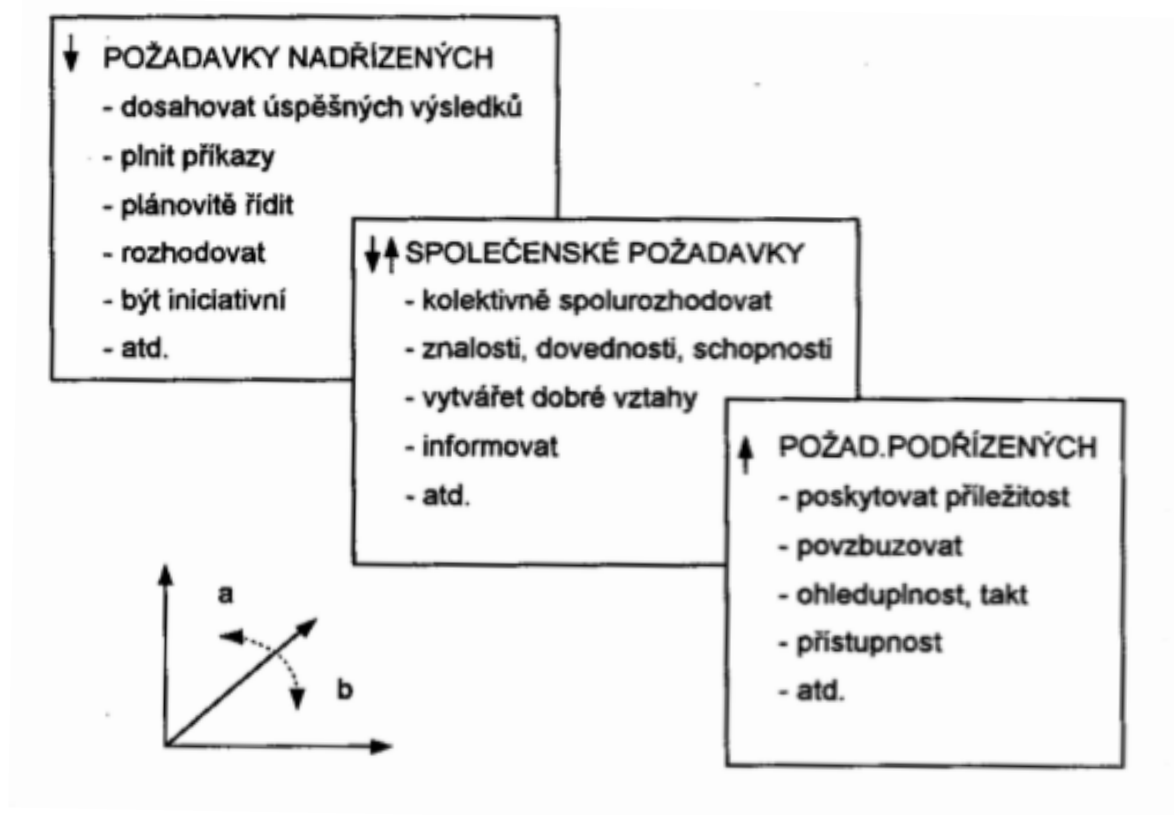 POŽADAVKY NADŘÍZENÝCH
- dosahovat úspěšných výsledků
- plnit příkazy
- plánovitě řídit
- rozhodovat
- být iniciativní
- atd.
SPOLEČENSKÉ POŽADAVKY
- kolektivně spolurozhodovat
- znalosti, dovednosti, schopnosti
- vytvářet dobré vztahy
- informovat
- atd.
POŽAD.PODŘÍZENÝCH
- poskytovat příležitost
- povzbuzovat
- ohleduplnost, takt
- přístupnost
- atd.
a
b